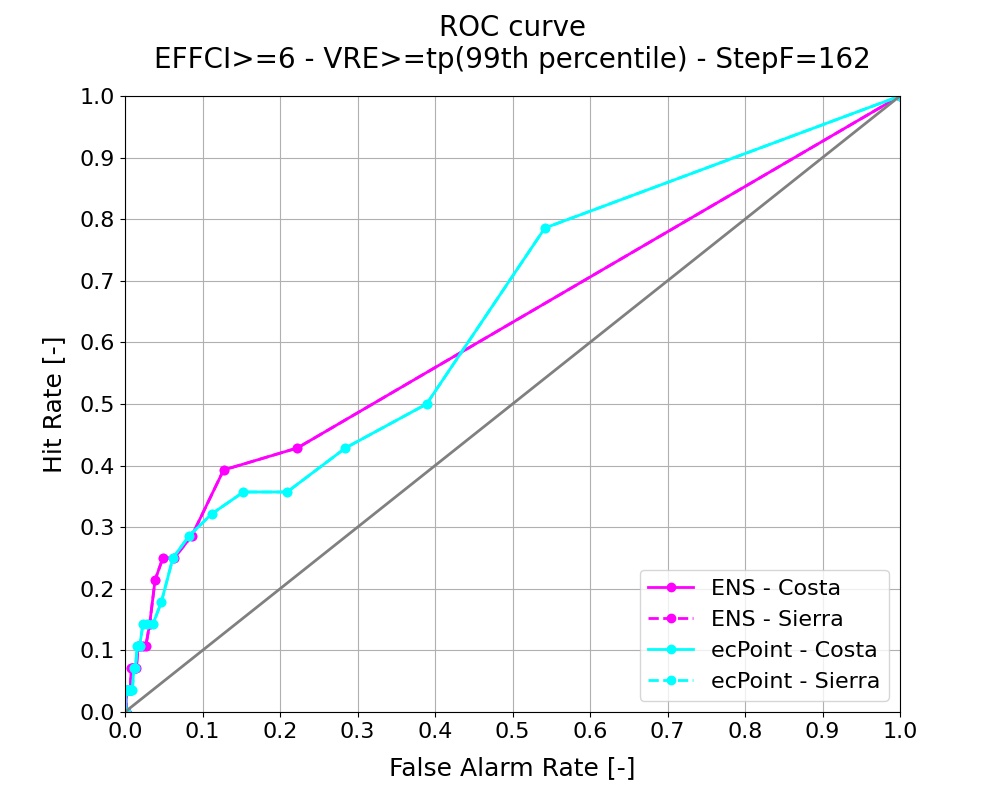 ROC curve
EFFCI>=6 - VRE>=tp(99th percentile) - StepF=162
1.0
0.9
0.8
0.7
0.6
0.5
0.4
0.3
0.2
0.1
0.0
Hit Rate [-]
ENS - Costa
ENS - Sierra
ecPoint - Costa
ecPoint - Sierra
0.0 0.1 0.2 0.3 0.4 0.5 0.6 0.7 0.8 0.9 1.0
False Alarm Rate [-]